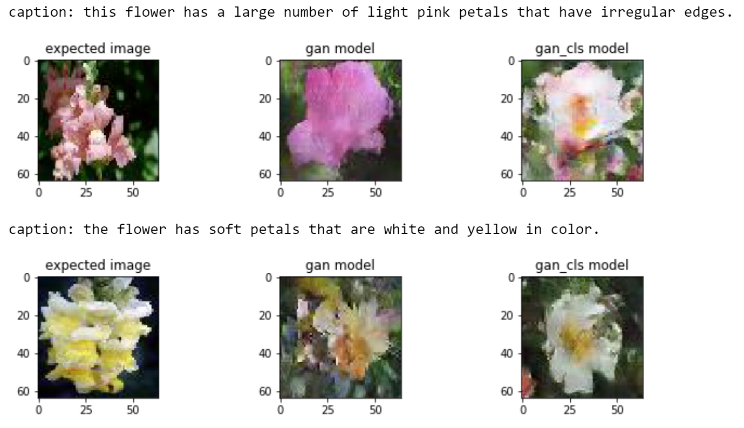 caption: this flower has a large number of light pink petals that have irregular edges.
expected image gan model gan_cls model
0 0 0
20 20 20
40 40 40
60 60 60
0 25 50 0 25 50 0 25 50
caption: the flower has soft petals that are white and yellow in color.
expected image gan model gan_cls model
0 0 0
20 20 20
40 40 40
60 60 60
0 25 50 0 25 50 0 25 50